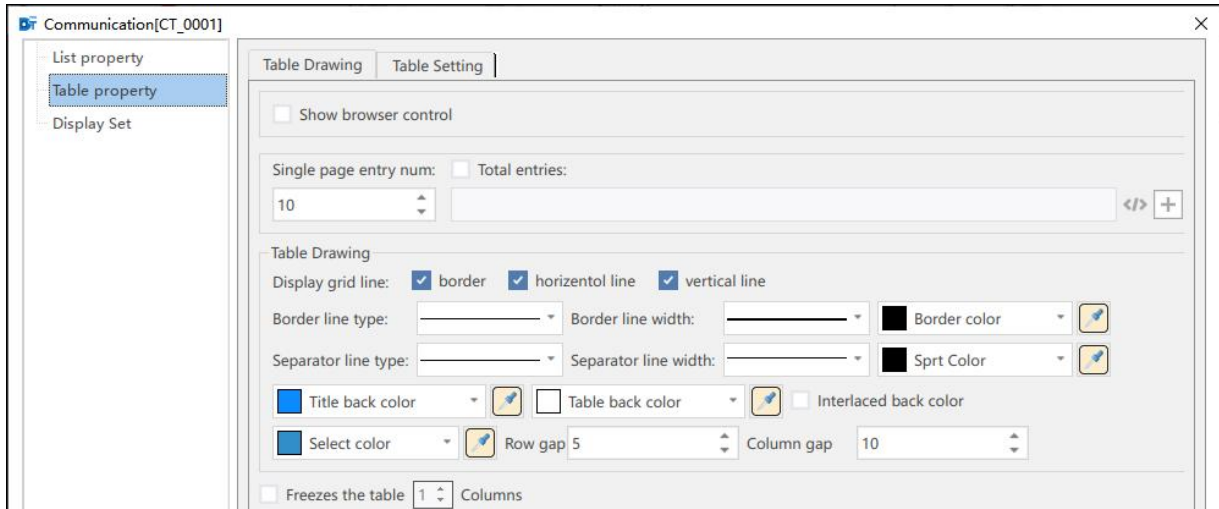 DT Communication[CT_0001]
List property
Table property
Display Set
Table Drawing Table Setting
Show browser control
Single page entry num: Total entries:
10 </>
Table Drawing
Display grid line: border horizentol line vertical line
Border line type: Border line width: Border color
Separator line type: Separator line width: Sprt Color
Title back color Table back color Interlaced back color
Select color Row gap 5 Column gap 10
Freezes the table 1 Columns